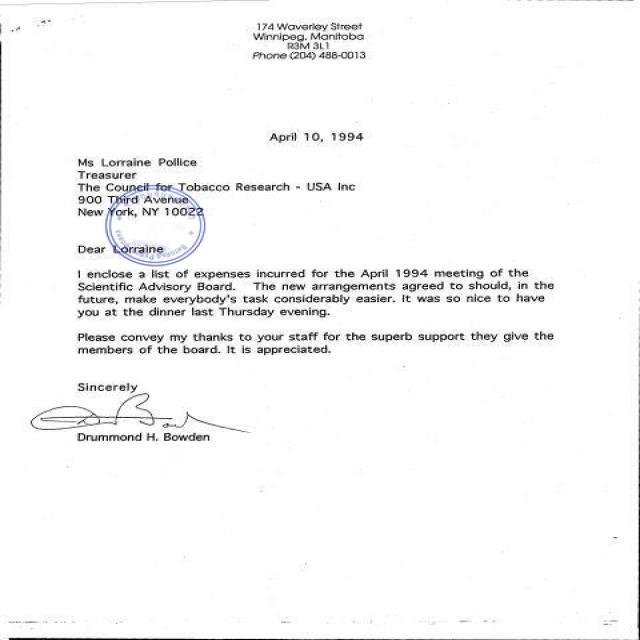 174 Waverley Street
Winnipeg, Manitoba
R3M 3L1
Phone (204) 488-0013
April 10, 1994
Ms Lorraine Pollice
Treasurer
The Council for Tobacco Research - USA Inc
900 Third Avenue
New York, NY 10022
Dear Lorraine
I enclose a list of expenses incurred for the April 1994 meeting of the
Scientific Advisory Board. The new arrangements agreed to should, in the
future, make everybody's task considerably easier. It was so nice to have
you at the dinner last Thursday evening.
Please convey my thanks to your staff for the superb support they give the
members of the board. It is appreciated.
Sincerely
Drummond H. Bowden